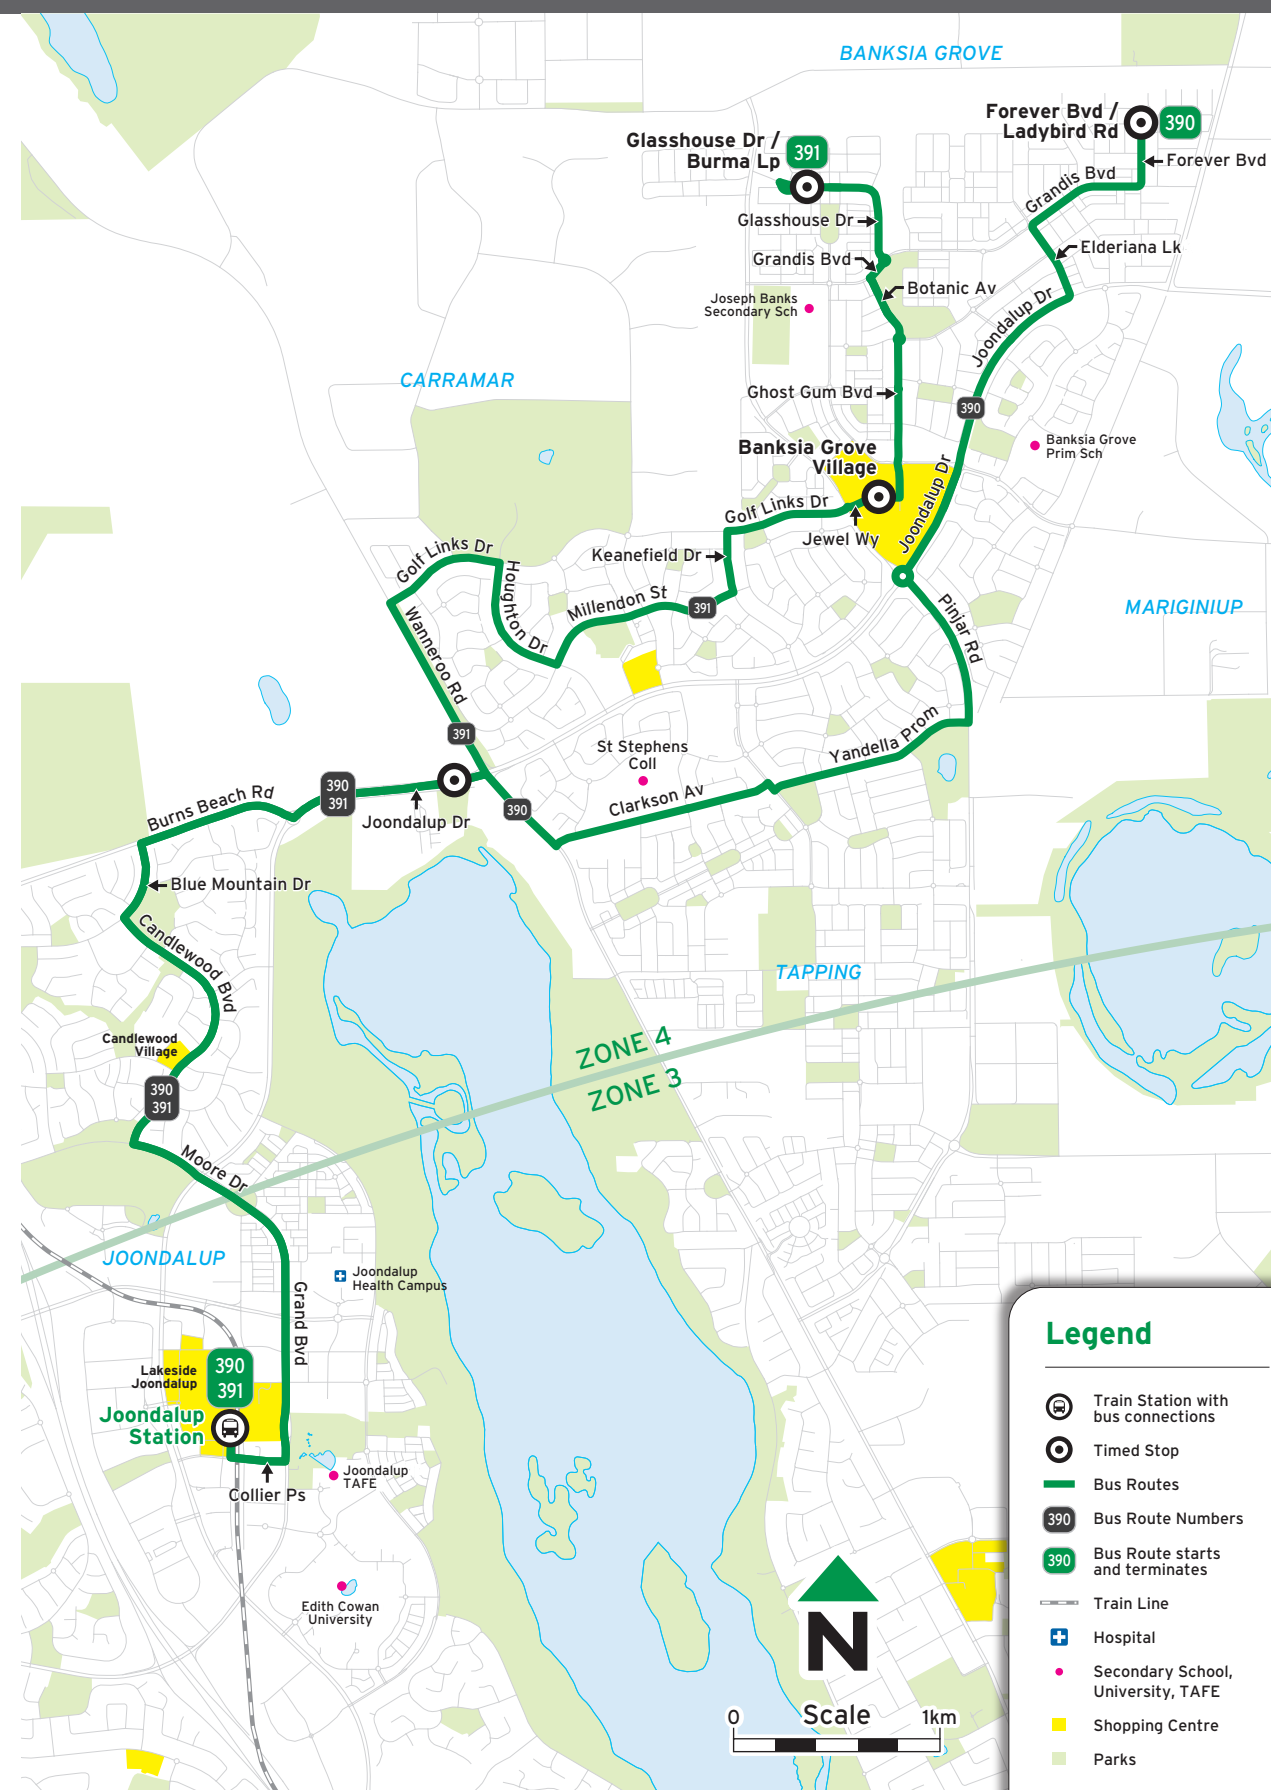 BANKSIA GROVE
Forever Bvd /
Ladybird Rd
390
Forever Bvd
Glasshouse Dr /
Burma Lp
391
Grandis Bvd
Glasshouse Dr
Elderiana Lk
Grandis Bvd
Botanic Av
Joseph Banks
Secondary Sch
Joondalup Dr
CARRAMAR
Ghost Gum Bvd
390
Banksia Grove
Prim Sch
Banksia Grove
Village
Joondalup Dr
Golf Links Dr
Jewel Wy
Golf Links Dr
Keanefield Dr
Houghton Dr
Millendon St
391
Pinjar Rd
MARIGINIUP
Wanneroo Rd
391
St Stephens
Coll
Yandella Prom
Clarkson Av
390
Burns Beach Rd
390
391
Joondalup Dr
Blue Mountain Dr
Candlewood Bvd
TAPPING
Candlewood
Village
ZONE 4
ZONE 3
390
391
Moore Dr
JOONDALUP
Joondalup
Health Campus
Grand Bvd
Lakeside
Joondalup
390
391
Joondalup
Station
Joondalup
TAFE
Collier Ps
Edith Cowan
University
N
Scale
0
1km
Legend
Train Station with
bus connections
Timed Stop
Bus Routes
390
Bus Route Numbers
390
Bus Route starts
and terminates
Train Line
Hospital
Secondary School,
University, TAFE
Shopping Centre
Parks